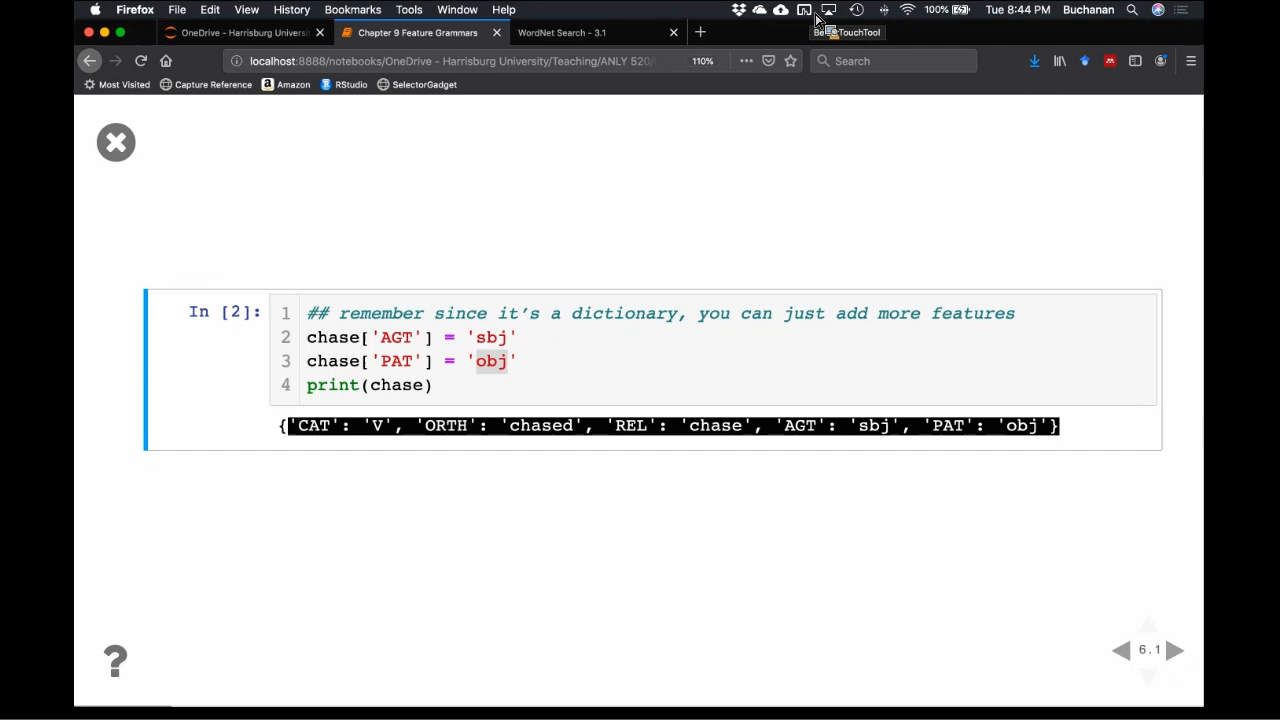 Firefox File Edit View History Bookmarks Tools Window Help 100% Tue 8:44 PM Buchanan
OneDrive - Harrisburg Universi Chapter 9 Feature Grammars WordNet Search - 3.1
localhost:8888/notebooks/OneDrive - Harrisburg University/Teaching/ANLY 520/ 110% Search
Most Visited Capture Reference Amazon RStudio SelectorGadget
In [2]:
1 ## remember since it's a dictionary, you can just add more features
2 chase['AGT'] = 'sbj'
3 chase['PAT'] = 'obj'
4 print(chase)
{'CAT': 'V', 'ORTH': 'chased', 'REL': 'chase', 'AGT': 'sbj', 'PAT': 'obj'}
?
6.1